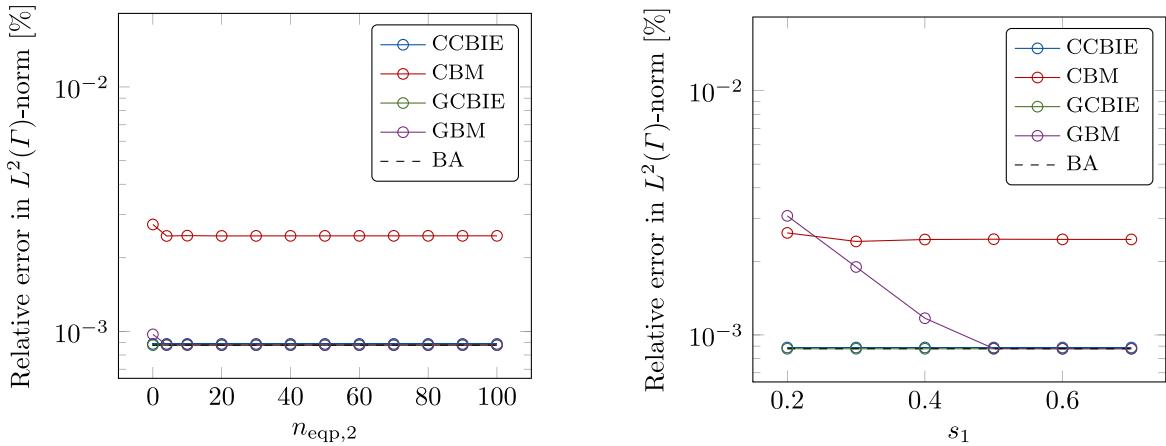 Relative error in L²(Γ)-norm [%]
10⁻²
10⁻³
CCBIE
CBM
GCBIE
GBM
BA
0 20 40 60 80 100
n_eqp,2
Relative error in L²(Γ)-norm [%]
10⁻²
10⁻³
CCBIE
CBM
GCBIE
GBM
BA
0.2 0.4 0.6
s₁